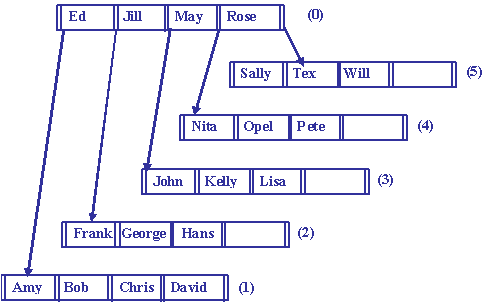 Ed Jill May Rose (0)
Sally Tex Will (5)
Nita Opel Pete (4)
John Kelly Lisa (3)
Frank George Hans (2)
Amy Bob Chris David (1)